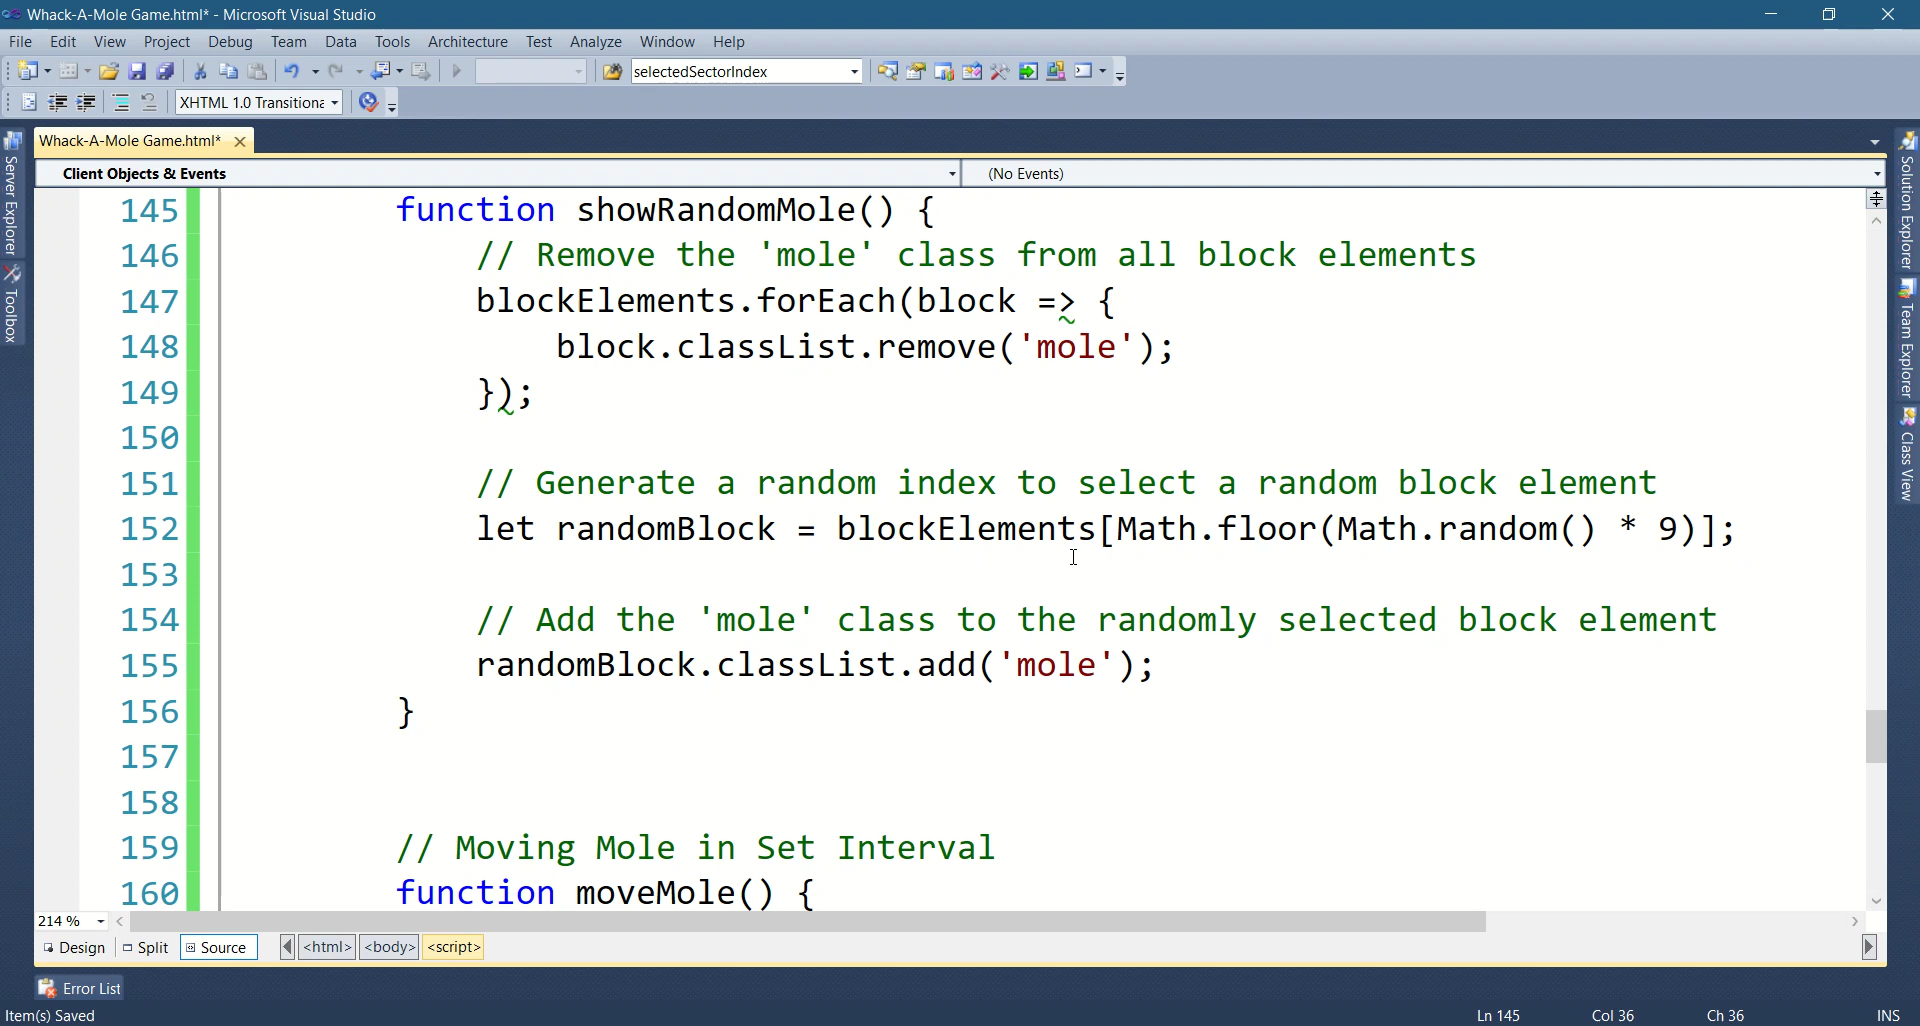 Whack-A-Mole Game.html* - Microsoft Visual Studio
File Edit View Project Debug Team Data Tools Architecture Test Analyze Window Help
selectedSectorIndex
XHTML 1.0 Transitiona
Whack-A-Mole Game.html*
Client Objects & Events (No Events)
Server Explorer
Toolbox
145 function showRandomMole() {
146 // Remove the 'mole' class from all block elements
147 blockElements.forEach(block => {
148 block.classList.remove('mole');
149 });
150
151 // Generate a random index to select a random block element
152 let randomBlock = blockElements[Math.floor(Math.random() * 9)];
153
154 // Add the 'mole' class to the randomly selected block element
155 randomBlock.classList.add('mole');
156 }
157
158
159 // Moving Mole in Set Interval
160 function moveMole() {
Solution Explorer
Team Explorer
Class View
214 %
Design Split Source <html> <body> <script>
Error List
Item(s) Saved Ln 145 Col 36 Ch 36 INS